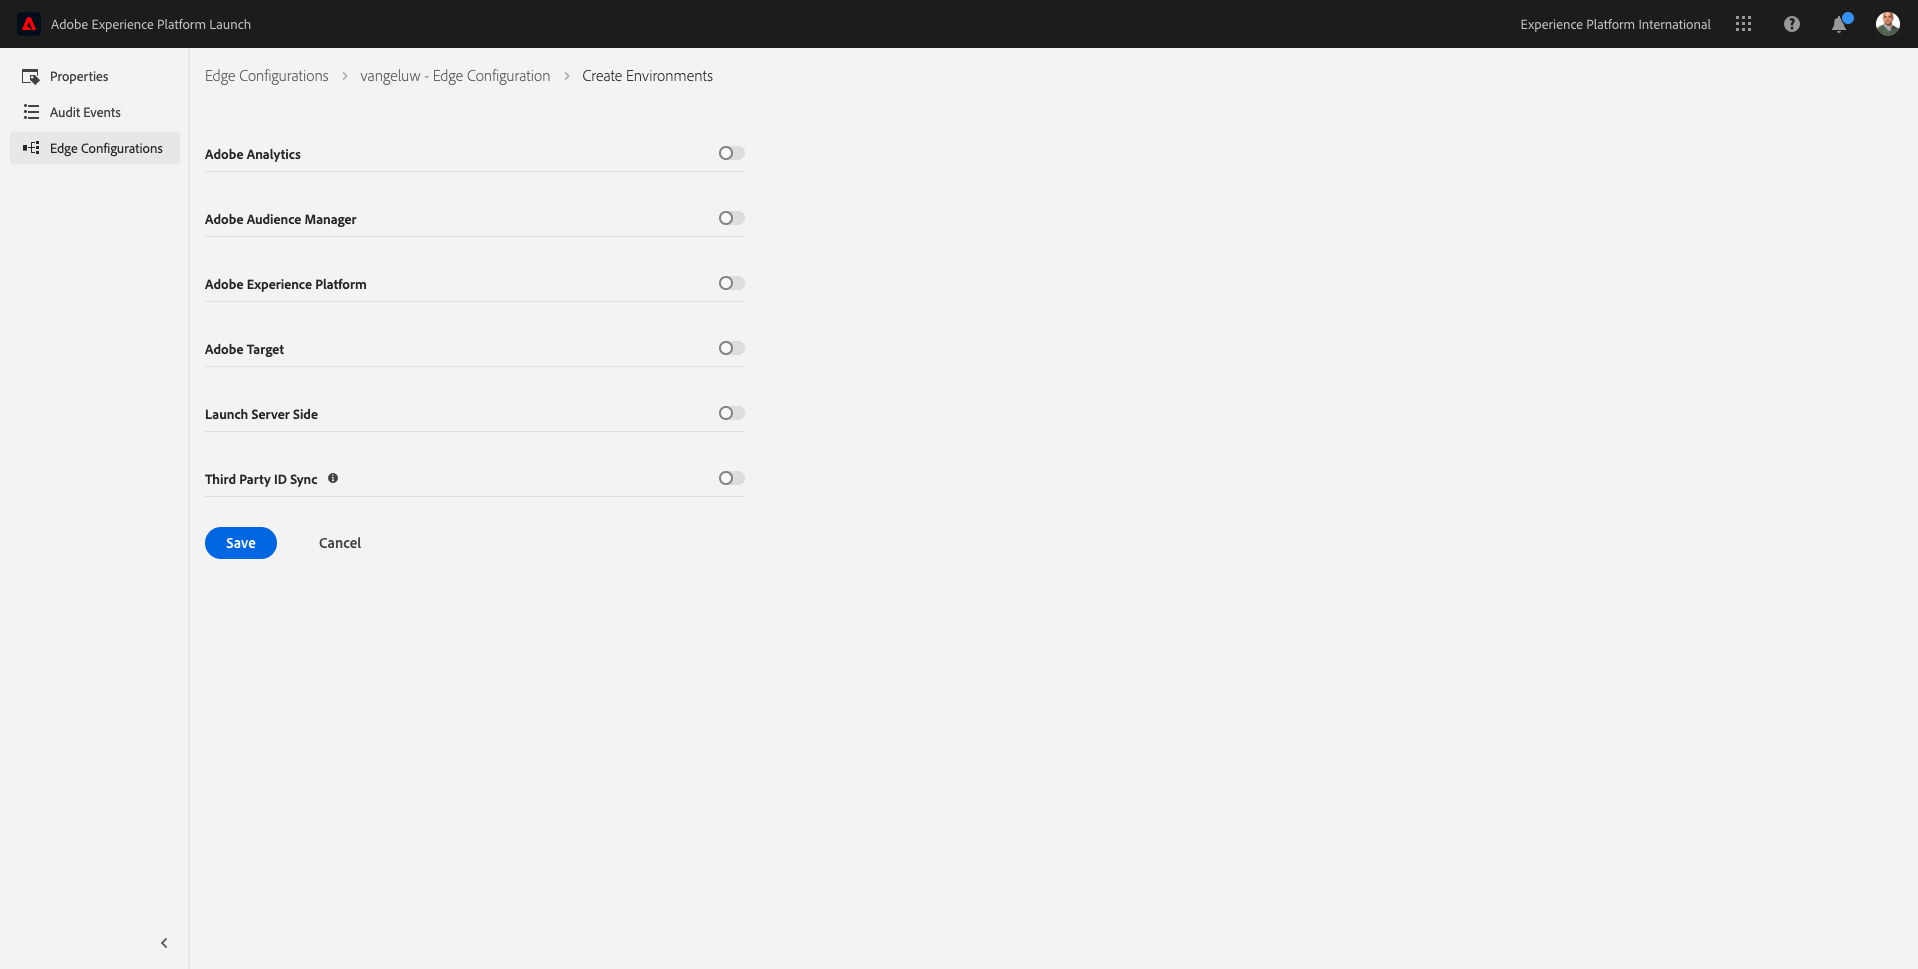 Adobe Experience Platform Launch
Experience Platform International
Properties
Audit Events
Edge Configurations
Edge Configurations > vangeluw - Edge Configuration > Create Environments
Adobe Analytics
Adobe Audience Manager
Adobe Experience Platform
Adobe Target
Launch Server Side
Third Party ID Sync
Save
Cancel